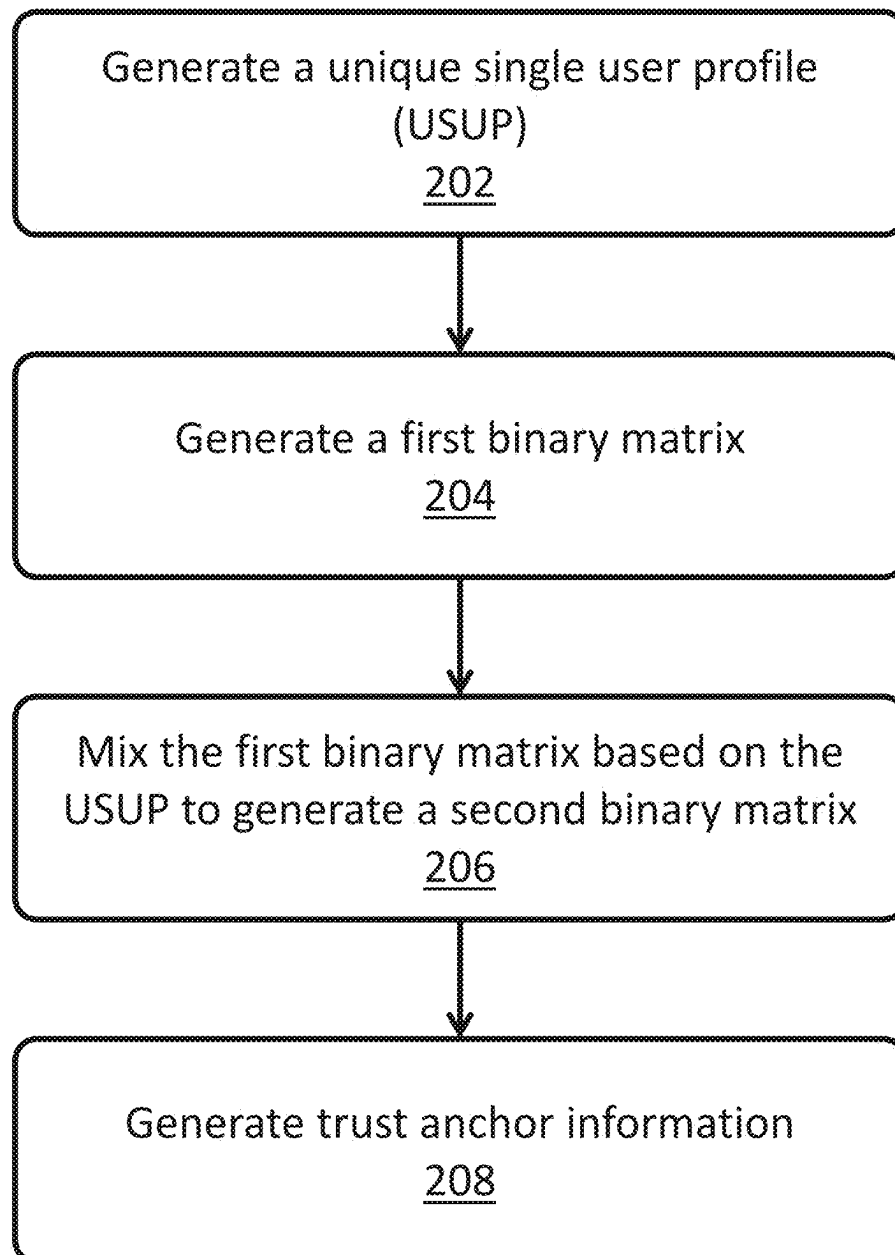 Generate a unique single user profile
(USUP)
202
Generate a first binary matrix
204
Mix the first binary matrix based on the
USUP to generate a second binary matrix
206
Generate trust anchor information
208